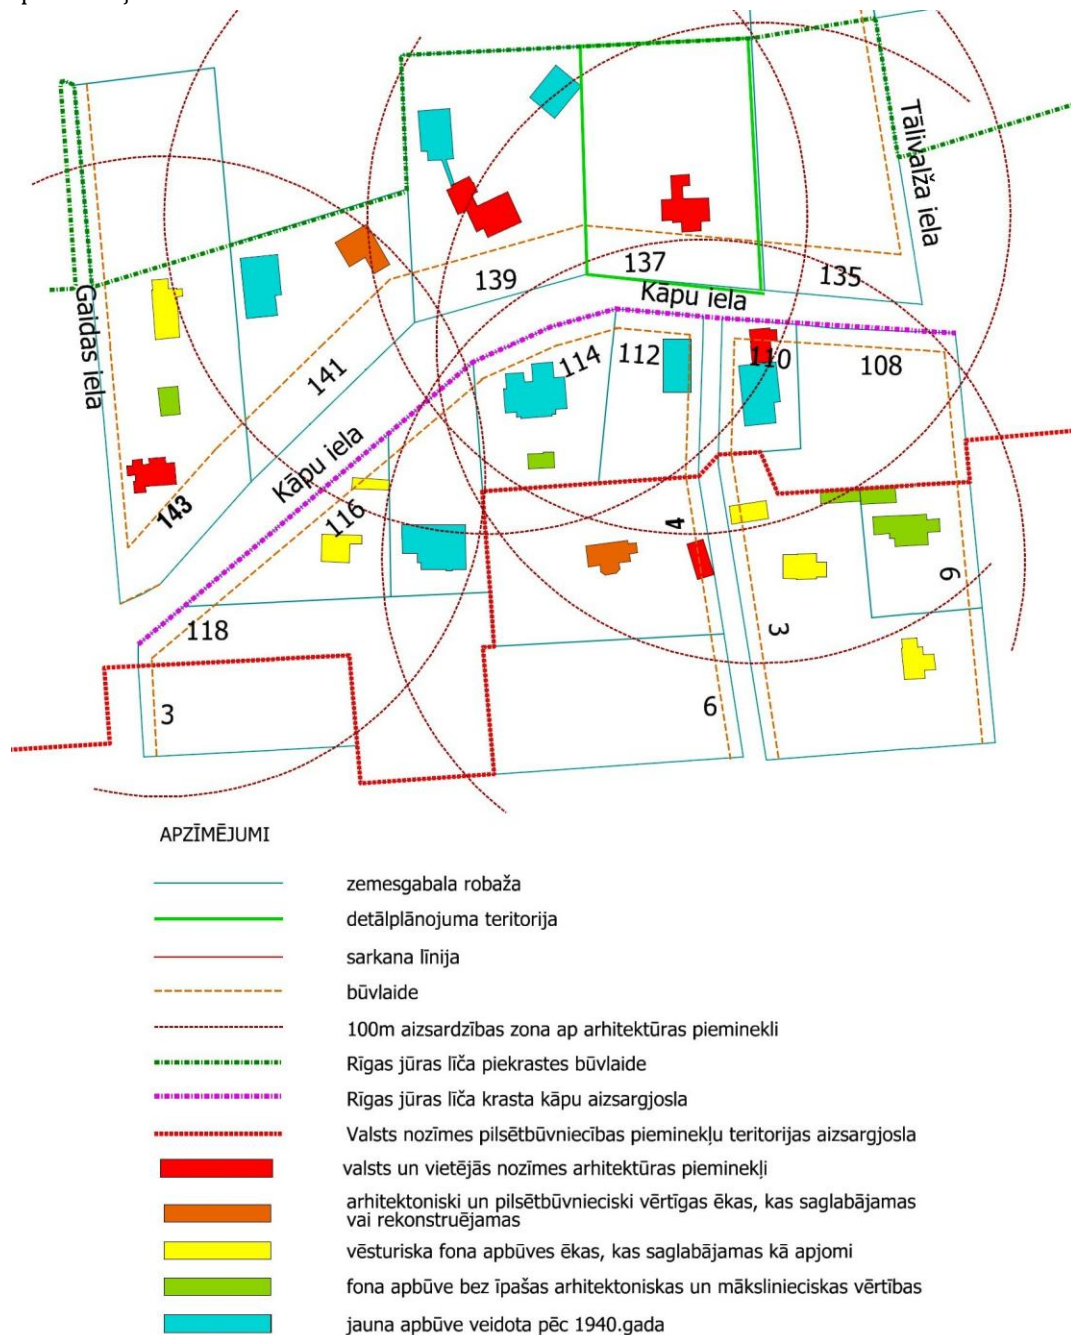 Tālivalža iela
139
137
135
Kāpu iela
Gaidas iela
141
114
112
110
108
Kāpu iela
143
116
4
3
6
9
118
3
6
APZĪMĒJUMI
zemesgabala robaža
detālplānojuma teritorija
sarkana līnija
būvlaide
100m aizsardzības zona ap arhitektūras pieminekli
Rīgas jūras līča piekrastes būvlaide
Rīgas jūras līča krasta kāpu aizsargjosla
Valsts nozīmes pilsētbūvniecības pieminekļu teritorijas aizsargjosla
valsts un vietējās nozīmes arhitektūras pieminekļi
arhitektoniski un pilsētbūvnieciski vērtīgas ēkas, kas saglabājamas
vai rekonstruējamas
vēsturiska fona apbūves ēkas, kas saglabājamas kā apjomi
fona apbūve bez īpašas arhitektoniskas un mākslinieciskas vērtības
jauna apbūve veidota pēc 1940.gada